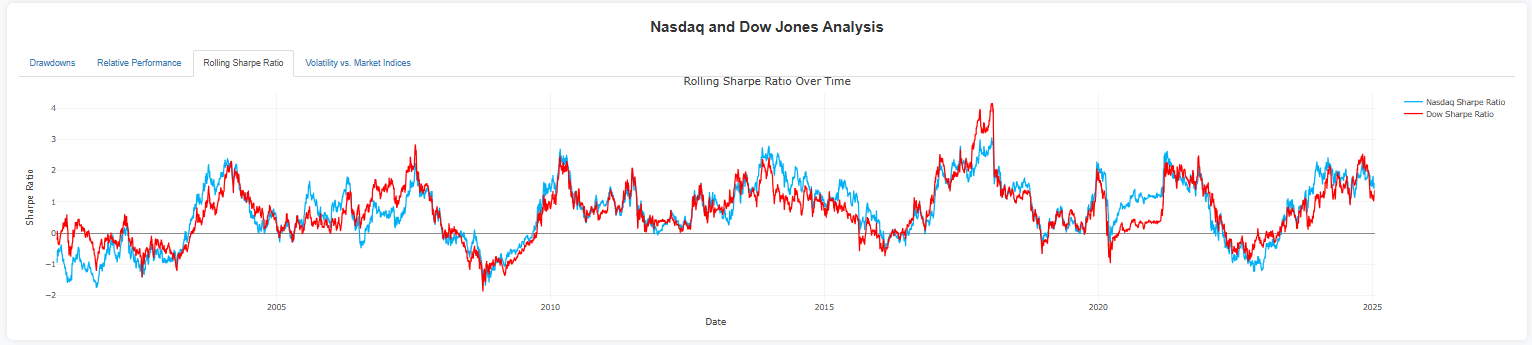 Nasdaq and Dow Jones Analysis
Drawdowns Relative Performance Rolling Sharpe Ratio Volatility vs. Market Indices
Rolling Sharpe Ratio Over Time
4
3
2
1
0
−1
−2
Sharpe Ratio
2005 2010 2015 2020 2025
Date
Nasdaq Sharpe Ratio
Dow Sharpe Ratio